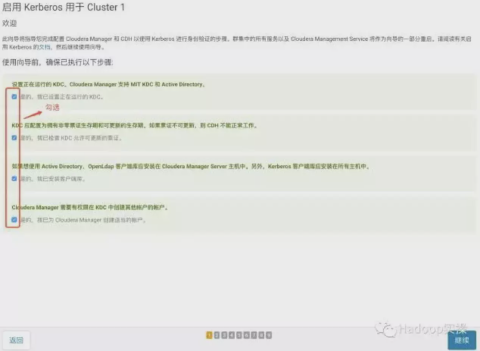 启用 Kerberos 用于 Cluster 1
欢迎
此向导将指导您完成配置 Cloudera Manager 和 CDH 以使用 Kerberos 进行身份验证的步骤。群集中的所有服务以及 Cloudera Management Service 将作为向导的一部分重启。请阅读有关启
用 Kerberos 的文档，然后继续使用向导。
使用向导前，确保已执行以下步骤:
设置正在运行的 KDC。Cloudera Manager 支持 MIT KDC 和 Active Directory。
是的，我已设置正在运行的 KDC。
勾选
KDC 应配置为拥有非零票证生存期和可更新的生存期。如果票证不可更新，则 CDH 不能正常工作。
是的，我已检查 KDC 允许可更新的票证。
如果想使用 Active Directory，OpenLdap 客户端库应安装在 Cloudera Manager Server 主机中。另外，Kerberos 客户端库应安装在所有主机中。
是的，我已安装客户端库。
Cloudera Manager 需要有权限在 KDC 中创建其他帐户的帐户。
是的，我已为 Cloudera Manager 创建适当的帐户。
返回
1 2 3 4 5 6 7 8 9
Hadoop实操
继续